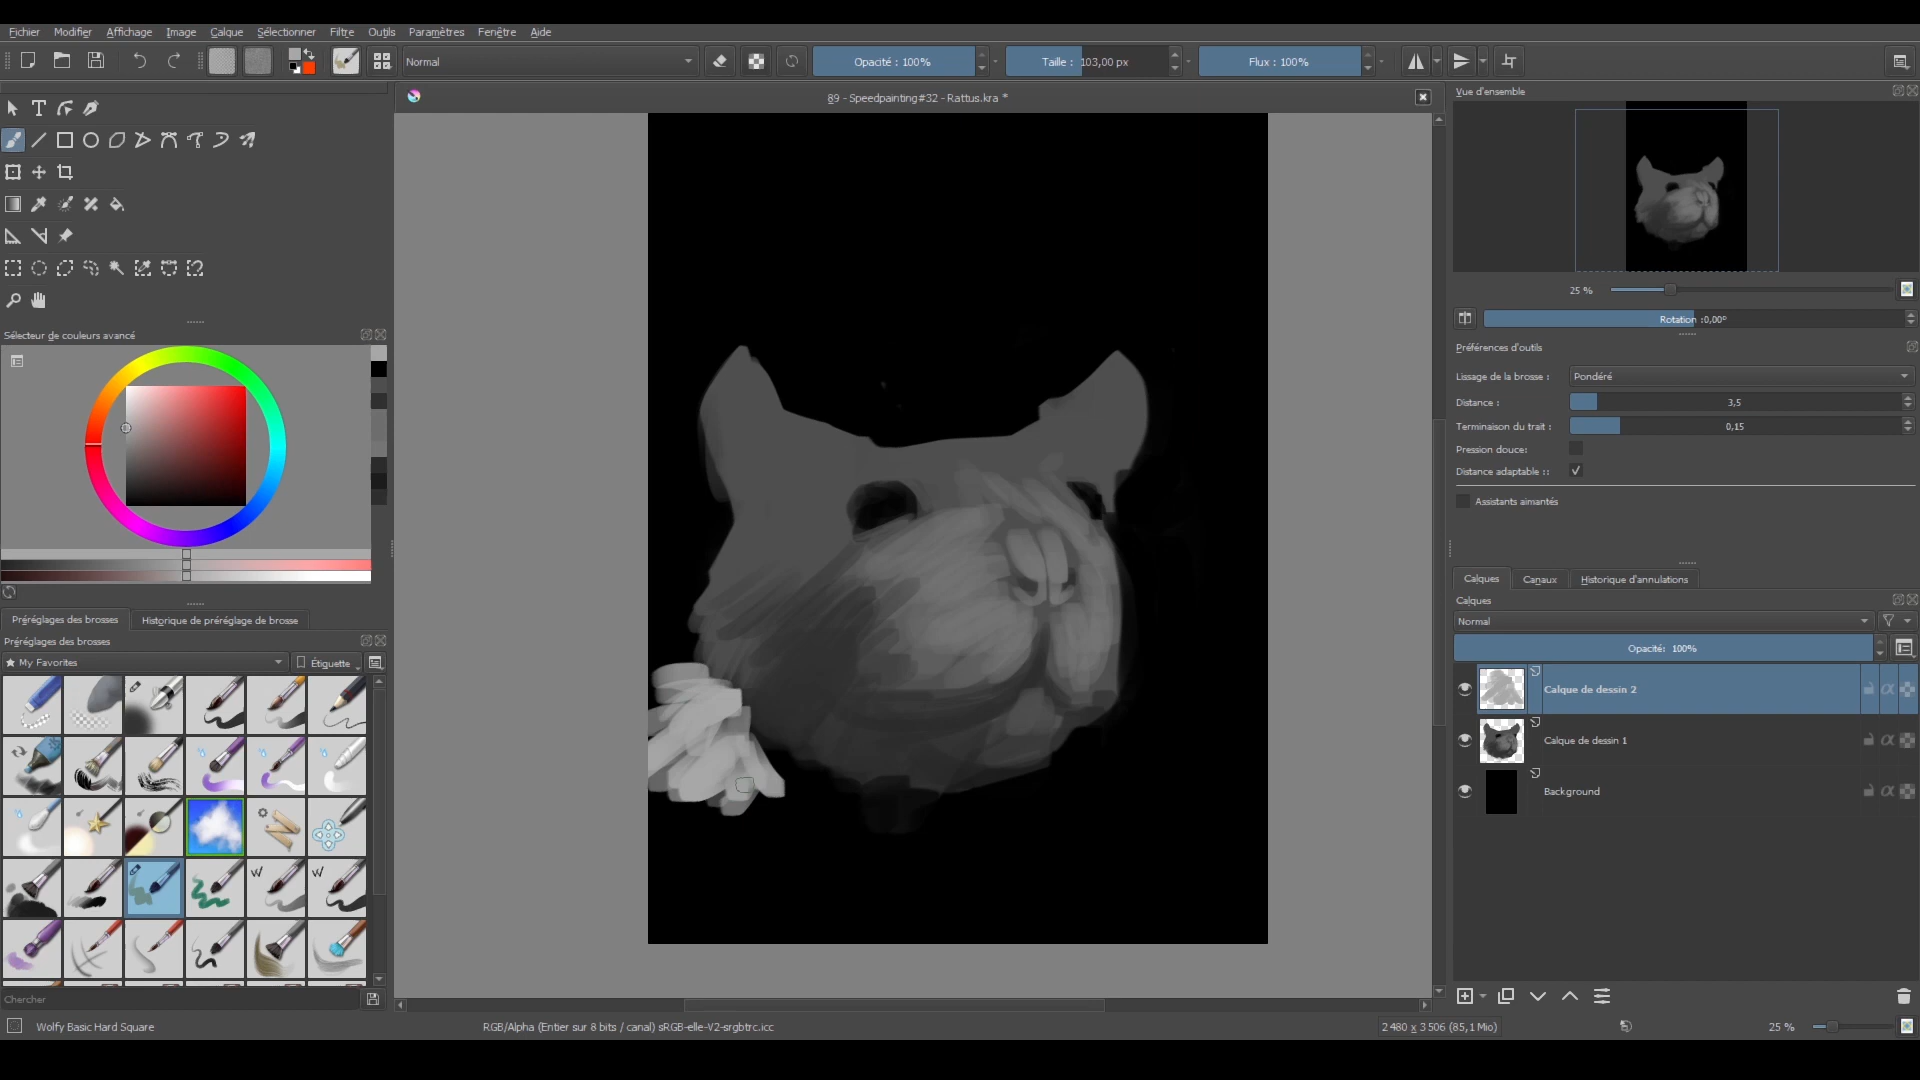 Fichier Modifier Affichage Image Calque Sélectionner Filtre Outils Paramètres Fenêtre Aide
Normal
Opacité : 100%
Taille : 103,00 px
Flux : 100%
89 - Speedpainting#32 - Rattus.kra *
Vue d'ensemble
25 %
Rotation :0,00°
Sélecteur de couleurs avancé
Préférences d'outils
Lissage de la brosse : Pondéré
Distance : 3,5
Terminaison du trait : 0,15
Pression douce:
Distance adaptable ::
Assistants aimantés
Calques Canaux Historique d'annulations
Calques
Normal
Opacité: 100%
Calque de dessin 2
Calque de dessin 1
Background
Préréglages des brosses Historique de préréglage de brosse
Préréglages des brosses
My Favorites Étiquette
Chercher
Wolfy Basic Hard Square
RGB/Alpha (Entier sur 8 bits / canal) sRGB-elle-V2-srgbtrc.icc
2 480 x 3 506 (85,1 Mio)
25 %